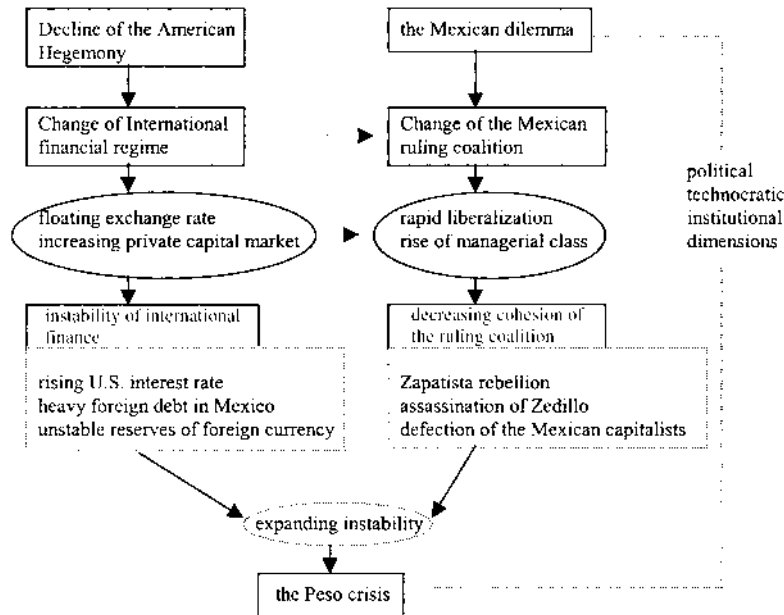 Decline of the American
Hegemony
the Mexican dilemma
Change of International
financial regime
Change of the Mexican
ruling coalition
political
technocratic
institutional
dimensions
floating exchange rate
increasing private capital market
rapid liberalization
rise of managerial class
instability of international
finance
decreasing cohesion of
the ruling coalition
rising U.S. interest rate
heavy foreign debt in Mexico
unstable reserves of foreign currency
Zapatista rebellion
assassination of Zedillo
defection of the Mexican capitalists
expanding instability
the Peso crisis